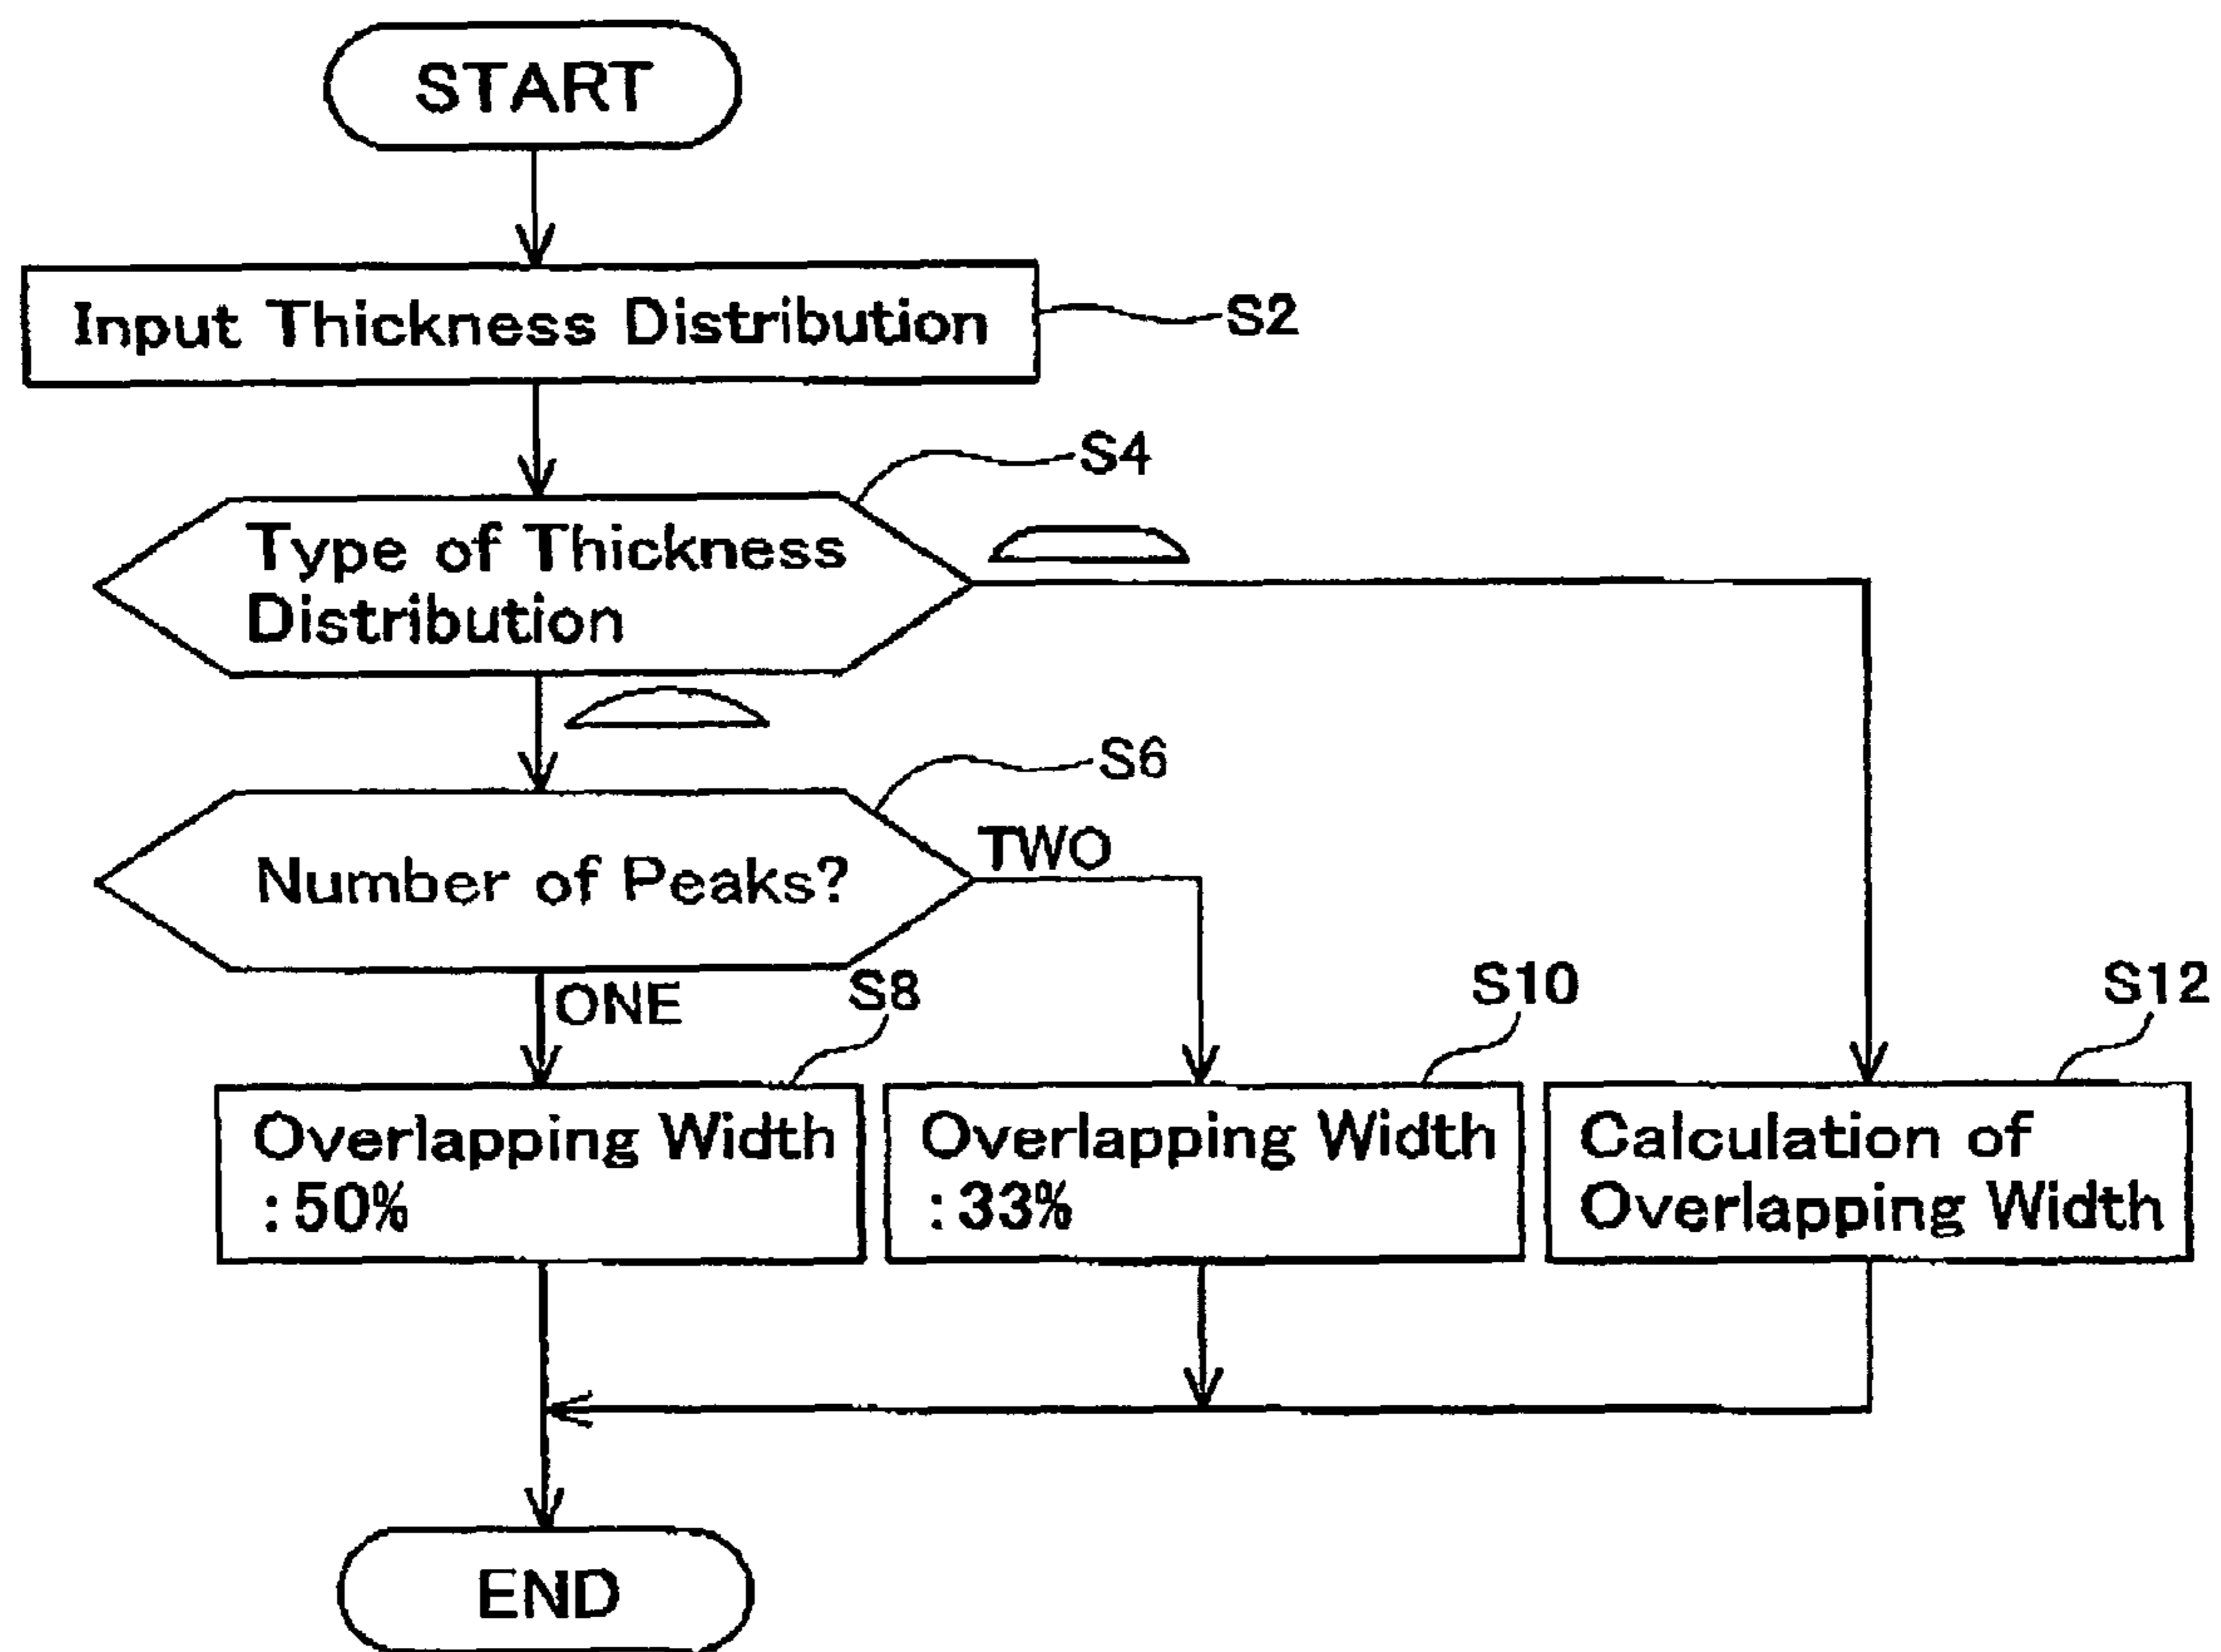 START
Input Thickness Distribution
S2
S4
Type of Thickness
Distribution
S6
Number of Peaks?
TWO
ONE
S8
S10
S12
Overlapping Width
:50%
Overlapping Width
:33%
Calculation of
Overlapping Width
END